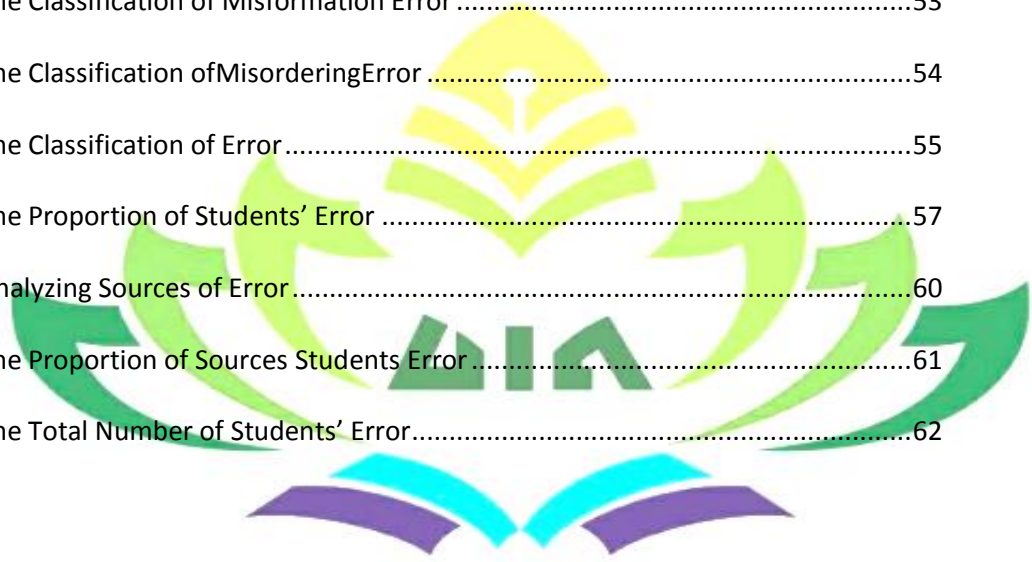 he Classification of Misformation Error....................................................................53
he Classification ofMisorderingError....................................................................54
he Classification of Error....................................................................55
he Proportion of Students’ Error ....................................................................57
nalyzing Sources of Error....................................................................60
he Proportion of Sources Students Error....................................................................61
he Total Number of Students’ Error....................................................................62